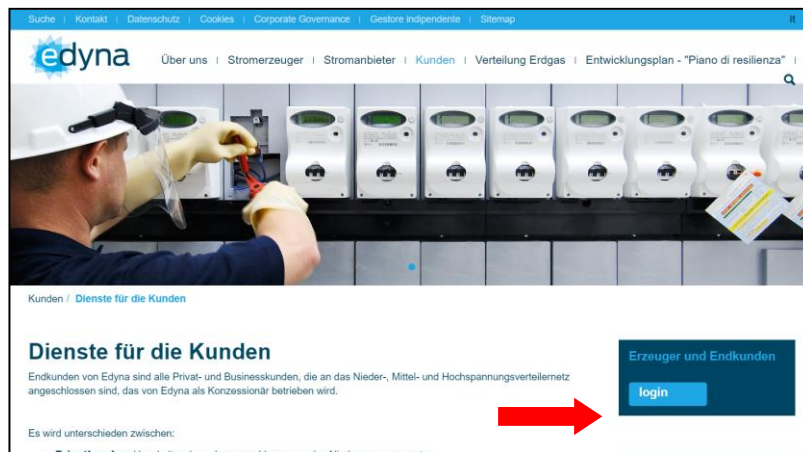 Suche | Kontakt | Datenschutz | Cookies | Corporate Governance | Gestore indipendente | Sitemap
it
edyna
Über uns | Stromerzeuger | Stromanbieter | Kunden | Verteilung Erdgas | Entwicklungsplan - "Piano di resilienza" |
Kunden / Dienste für die Kunden
Dienste für die Kunden
Endkunden von Edyna sind alle Privat- und Businesskunden, die an das Nieder-, Mittel- und Hochspannungsverteilernetz
angeschlossen sind, das von Edyna als Konzessionär betrieben wird.
Es wird unterschieden zwischen:
Erzeuger und Endkunden
login